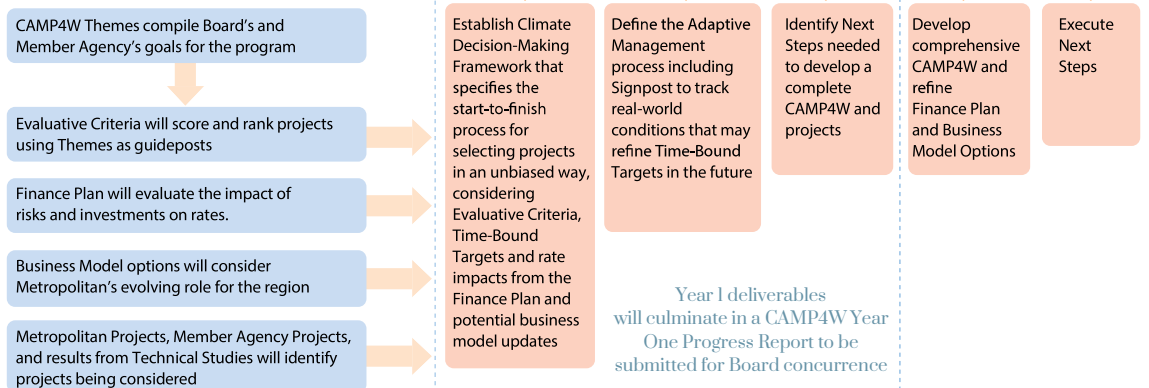 CAMP4W Themes compile Board's and
Member Agency's goals for the program
Evaluative Criteria will score and rank projects
using Themes as guideposts
Finance Plan will evaluate the impact of
risks and investments on rates.
Business Model options will consider
Metropolitan's evolving role for the region
Metropolitan Projects, Member Agency Projects,
and results from Technical Studies will identify
projects being considered
Establish Climate
Decision-Making
Framework that
specifies the
start-to-finish
process for
selecting projects
in an unbiased way,
considering
Evaluative Criteria,
Time-Bound
Targets and rate
impacts from the
Finance Plan and
potential business
model updates
Define the Adaptive
Management
process including
Signpost to track
real-world
conditions that may
refine Time-Bound
Targets in the future
Identify Next
Steps needed
to develop a
complete
CAMP4W and
projects
Develop
comprehensive
CAMP4W and
refine
Finance Plan
and Business
Model Options
Execute
Next
Steps
Year 1 deliverables
will culminate in a CAMP4W Year
One Progress Report to be
submitted for Board concurrence